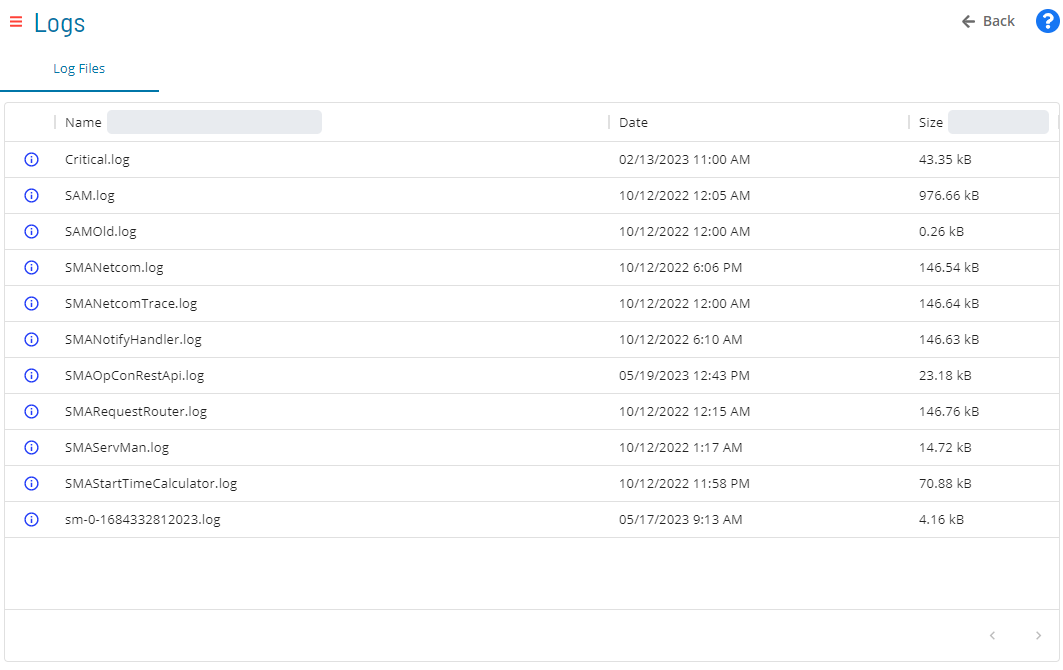 Logs
Back
?
Log Files
Name Date Size
Critical.log 02/13/2023 11:00 AM 43.35 kB
SAM.log 10/12/2022 12:05 AM 976.66 kB
SAMOld.log 10/12/2022 12:00 AM 0.26 kB
SMANetcom.log 10/12/2022 6:06 PM 146.54 kB
SMANetcomTrace.log 10/12/2022 12:00 AM 146.64 kB
SMANotifyHandler.log 10/12/2022 6:10 AM 146.63 kB
SMAOpConRestApi.log 05/19/2023 12:43 PM 23.18 kB
SMARequestRouter.log 10/12/2022 12:15 AM 146.76 kB
SMAServMan.log 10/12/2022 1:17 AM 14.72 kB
SMAStartTimeCalculator.log 10/12/2022 11:58 PM 70.88 kB
sm-0-1684332812023.log 05/17/2023 9:13 AM 4.16 kB